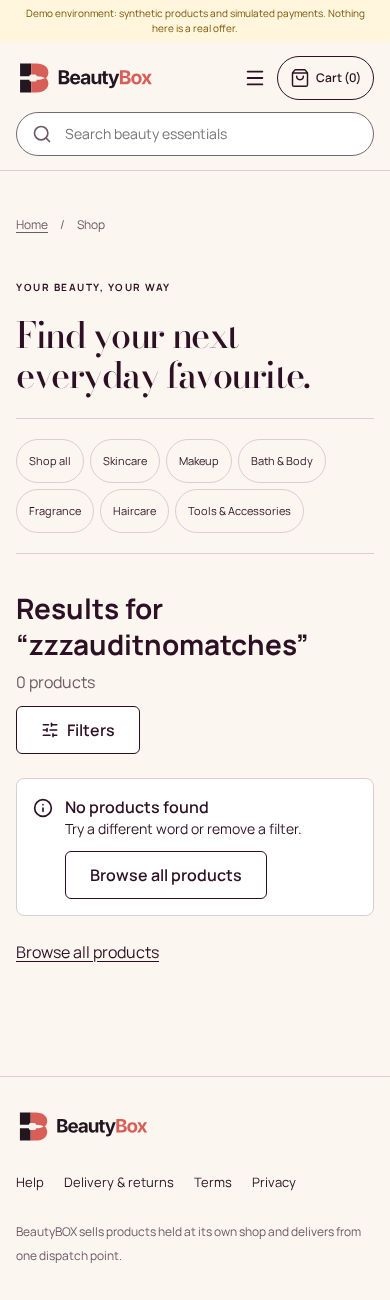 Demo environment: synthetic products and simulated payments. Nothing
here is a real offer.
BeautyBox
Cart (0)
Search beauty essentials
Home / Shop
YOUR BEAUTY, YOUR WAY
Find your next
everyday favourite.
Shop all
Skincare
Makeup
Bath & Body
Fragrance
Haircare
Tools & Accessories
Results for
“zzzauditnomatches”
0 products
Filters
No products found
Try a different word or remove a filter.
Browse all products
Browse all products
BeautyBox
Help
Delivery & returns
Terms
Privacy
BeautyBOX sells products held at its own shop and delivers from
one dispatch point.